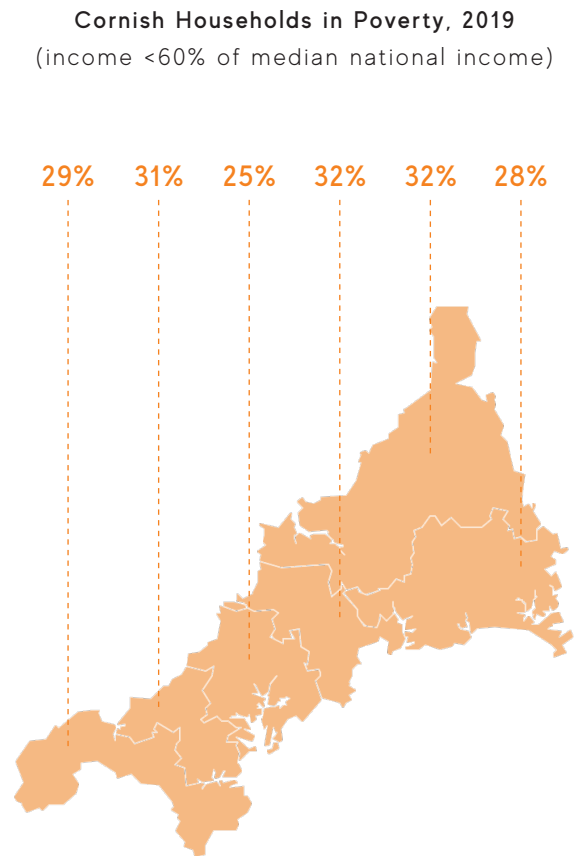 Cornish Households in Poverty, 2019
(income <60% of median national income)
29% 31% 25% 32% 32% 28%